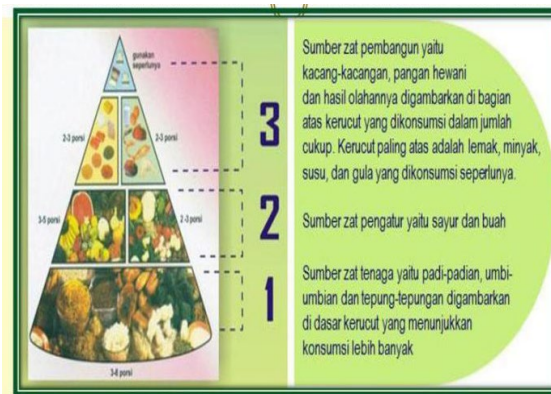 gunakan
seperlunya
2-3 porsi
2-3 porsi
3-5 porsi
2-3 porsi
3-8 porsi
3
2
1
Sumber zat pembangun yaitu
kacang-kacangan, pangan hewani
dan hasil olahannya digambarkan di bagian
atas kerucut yang dikonsumsi dalam jumlah
cukup. Kerucut paling atas adalah lemak, minyak,
susu, dan gula yang dikonsumsi seperlunya.
Sumber zat pengatur yaitu sayur dan buah
Sumber zat tenaga yaitu padi-padian, umbi-
umbian dan tepung-tepungan digambarkan
di dasar kerucut yang menunjukkan
konsumsi lebih banyak